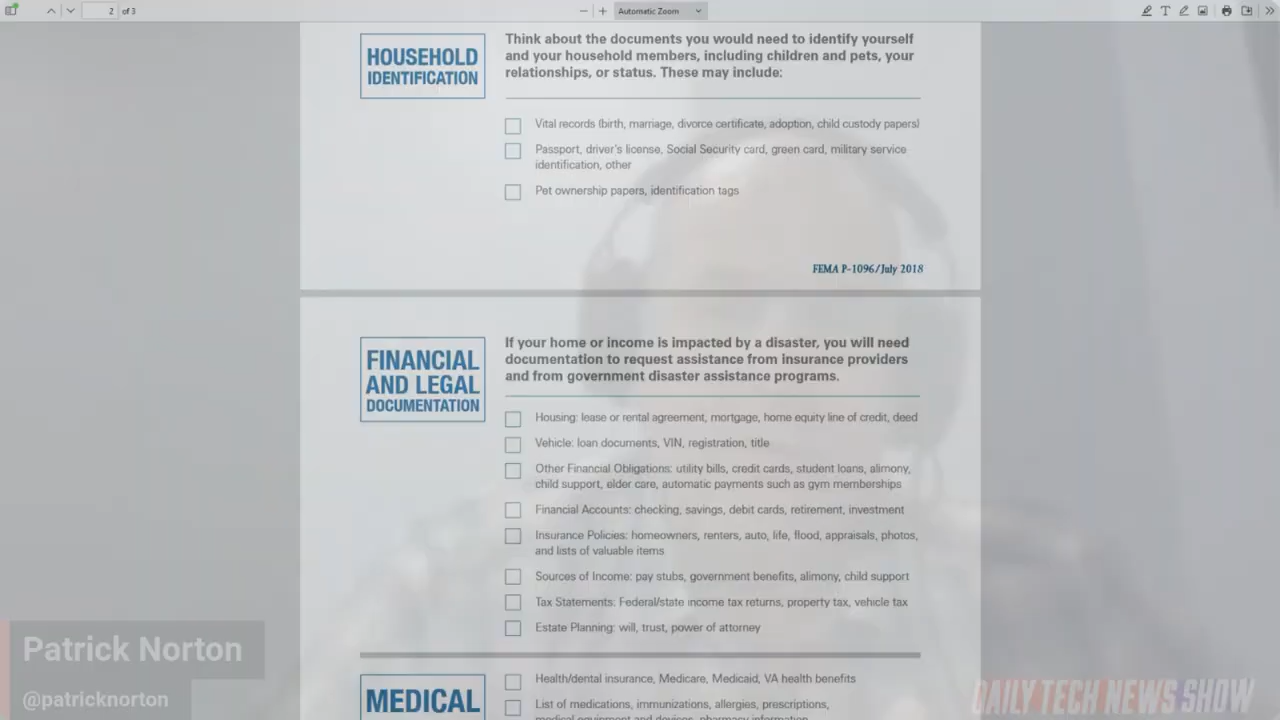 2 of 3
Automatic Zoom
HOUSEHOLD
IDENTIFICATION
Think about the documents you would need to identify yourself
and your household members, including children and pets, your
relationships, or status. These may include:
Vital records (birth, marriage, divorce certificate, adoption, child custody papers)
Passport, driver's license, Social Security card, green card, military service
identification, other
Pet ownership papers, identification tags
FEMA P-1096/July 2018
FINANCIAL
AND LEGAL
DOCUMENTATION
If your home or income is impacted by a disaster, you will need
documentation to request assistance from insurance providers
and from government disaster assistance programs.
Housing: lease or rental agreement, mortgage, home equity line of credit, deed
Vehicle: loan documents, VIN, registration, title
Other Financial Obligations: utility bills, credit cards, student loans, alimony,
child support, elder care, automatic payments such as gym memberships
Financial Accounts: checking, savings, debit cards, retirement, investment
Insurance Policies: homeowners, renters, auto, life, flood, appraisals, photos,
and lists of valuable items
Sources of Income: pay stubs, government benefits, alimony, child support
Tax Statements: Federal/state income tax returns, property tax, vehicle tax
Estate Planning: will, trust, power of attorney
MEDICAL
Health/dental insurance, Medicare, Medicaid, VA health benefits
List of medications, immunizations, allergies, prescriptions,
medical equipment and devices, pharmacy information
Patrick Norton
@patricknorton
DAILY TECH NEWS SHOW